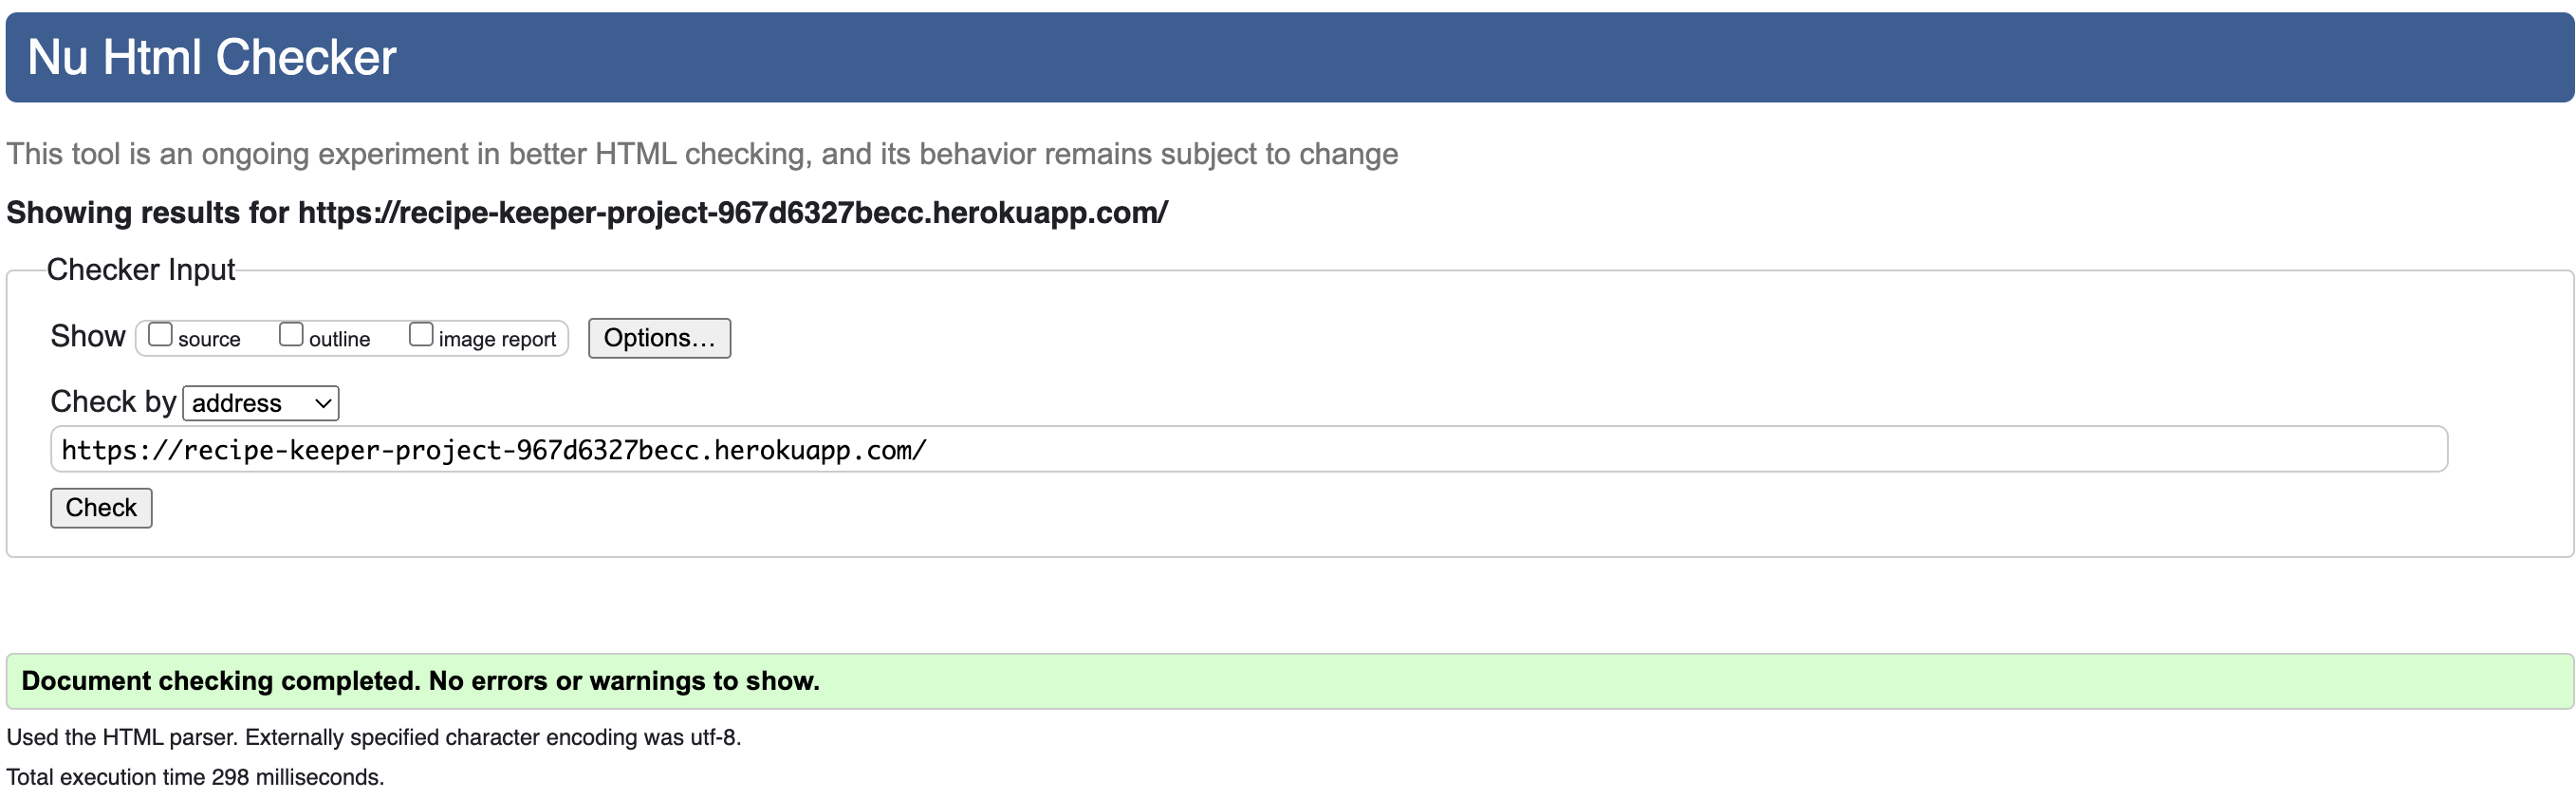 Nu Html Checker
This tool is an ongoing experiment in better HTML checking, and its behavior remains subject to change
Showing results for https://recipe-keeper-project-967d6327becc.herokuapp.com/
Checker Input
Show source outline image report Options...
Check by address
https://recipe-keeper-project-967d6327becc.herokuapp.com/
Check
Document checking completed. No errors or warnings to show.
Used the HTML parser. Externally specified character encoding was utf-8.
Total execution time 298 milliseconds.